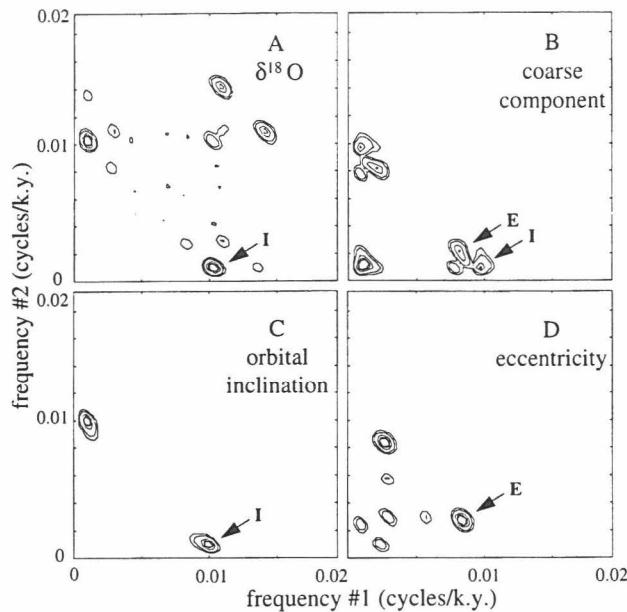 0.02
A
δ¹⁸O
B
coarse
component
0.01
I
E
I
0
0.02
C
orbital
inclination
D
eccentricity
0.01
I
E
0
0 0.01 0.02 0.01 0.02
frequency #1 (cycles/k.y.)
frequency #2 (cycles/k.y.)